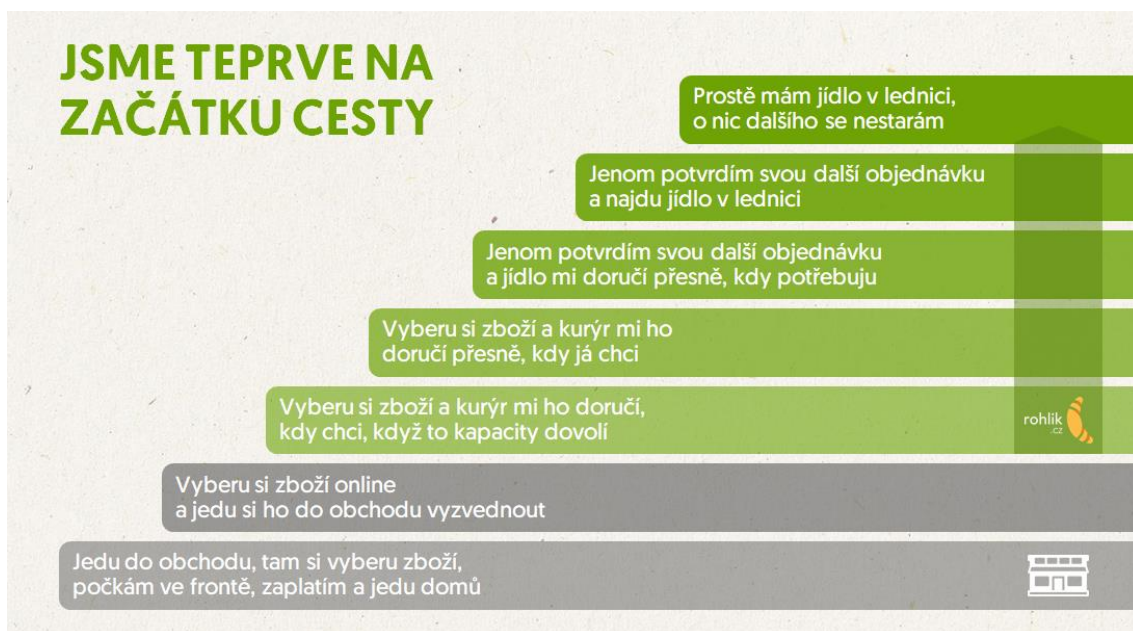 JSME TEPRVE NA
ZAČÁTKU CESTY
Prostě mám jídlo v lednici,
o nic dalšího se nestarám
Jenom potvrdím svou další objednávku
a najdu jídlo v lednici
Jenom potvrdím svou další objednávku
a jídlo mi doručí přesně, kdy potřebuju
Vyberu si zboží a kurýr mi ho
doručí přesně, kdy já chci
Vyberu si zboží a kurýr mi ho doručí,
kdy chci, když to kapacity dovolí
rohlik
.cz
Vyberu si zboží online
a jedu si ho do obchodu vyzvednout
Jedu do obchodu, tam si vyberu zboží,
počkám ve frontě, zaplatím a jedu domů